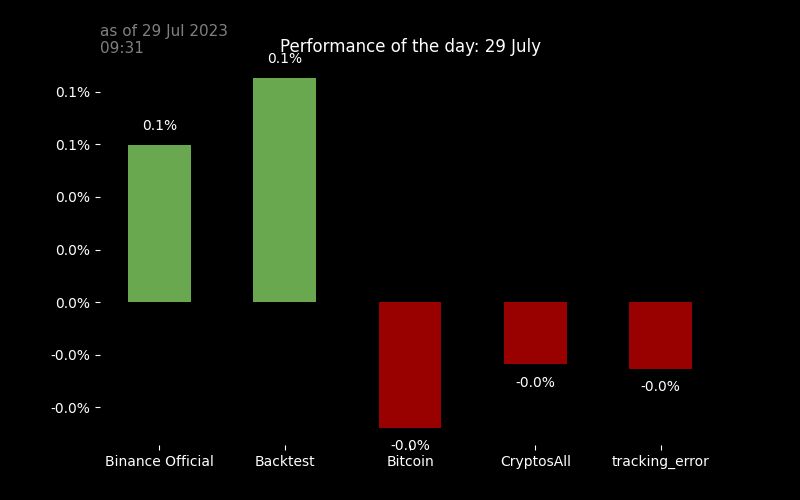 as of 29 Jul 2023
09:31
Performance of the day: 29 July
0.1%
0.1%
0.1%
0.1%
0.0%
0.0%
0.0%
-0.0%
-0.0%
-0.0%
-0.0%
-0.0%
Binance Official
Backtest
Bitcoin
CryptosAll
tracking_error